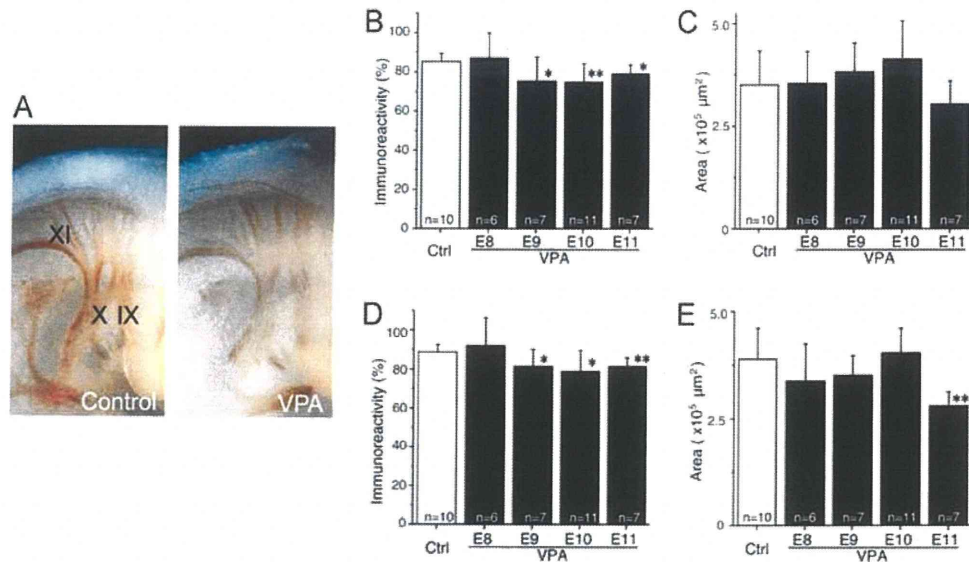 A
XI
X IX
Control
VPA
B
Immunoreactivity (%)
100
80
60
40
20
0
* ** *
n=10 n=6 n=7 n=11 n=7
Ctrl E8 E9 E10 E11
VPA
C
Area ( x10⁵ μm²)
5.0
2.5
0
n=10 n=6 n=7 n=11 n=7
Ctrl E8 E9 E10 E11
VPA
D
Immunoreactivity (%)
100
80
60
40
20
0
* * **
n=10 n=6 n=7 n=11 n=7
Ctrl E8 E9 E10 E11
VPA
E
Area ( x10⁵ μm²)
5.0
2.5
0
**
n=10 n=6 n=7 n=11 n=7
Ctrl E8 E9 E10 E11
VPA